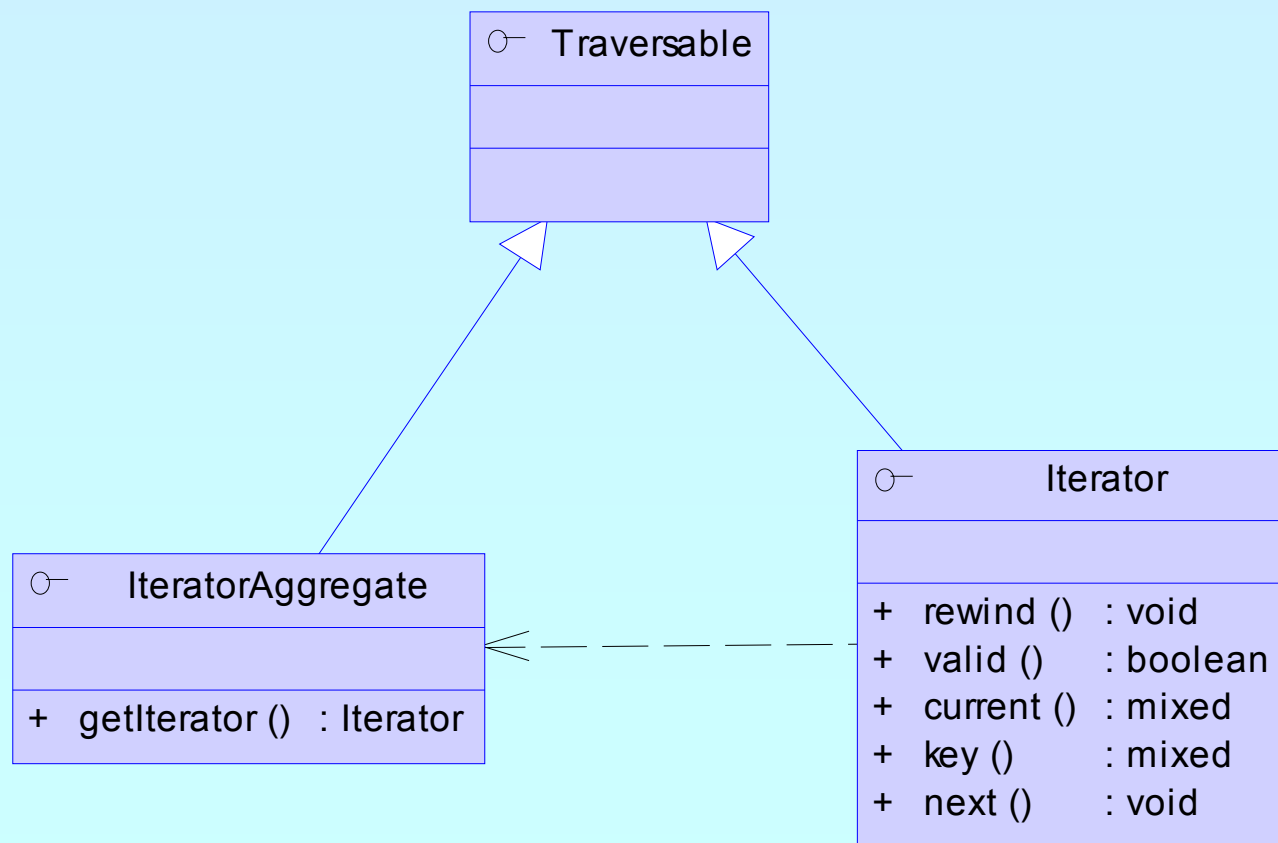 Traversable
IteratorAggregate
+ getIterator () : Iterator
Iterator
+ rewind () : void
+ valid () : boolean
+ current () : mixed
+ key () : mixed
+ next () : void